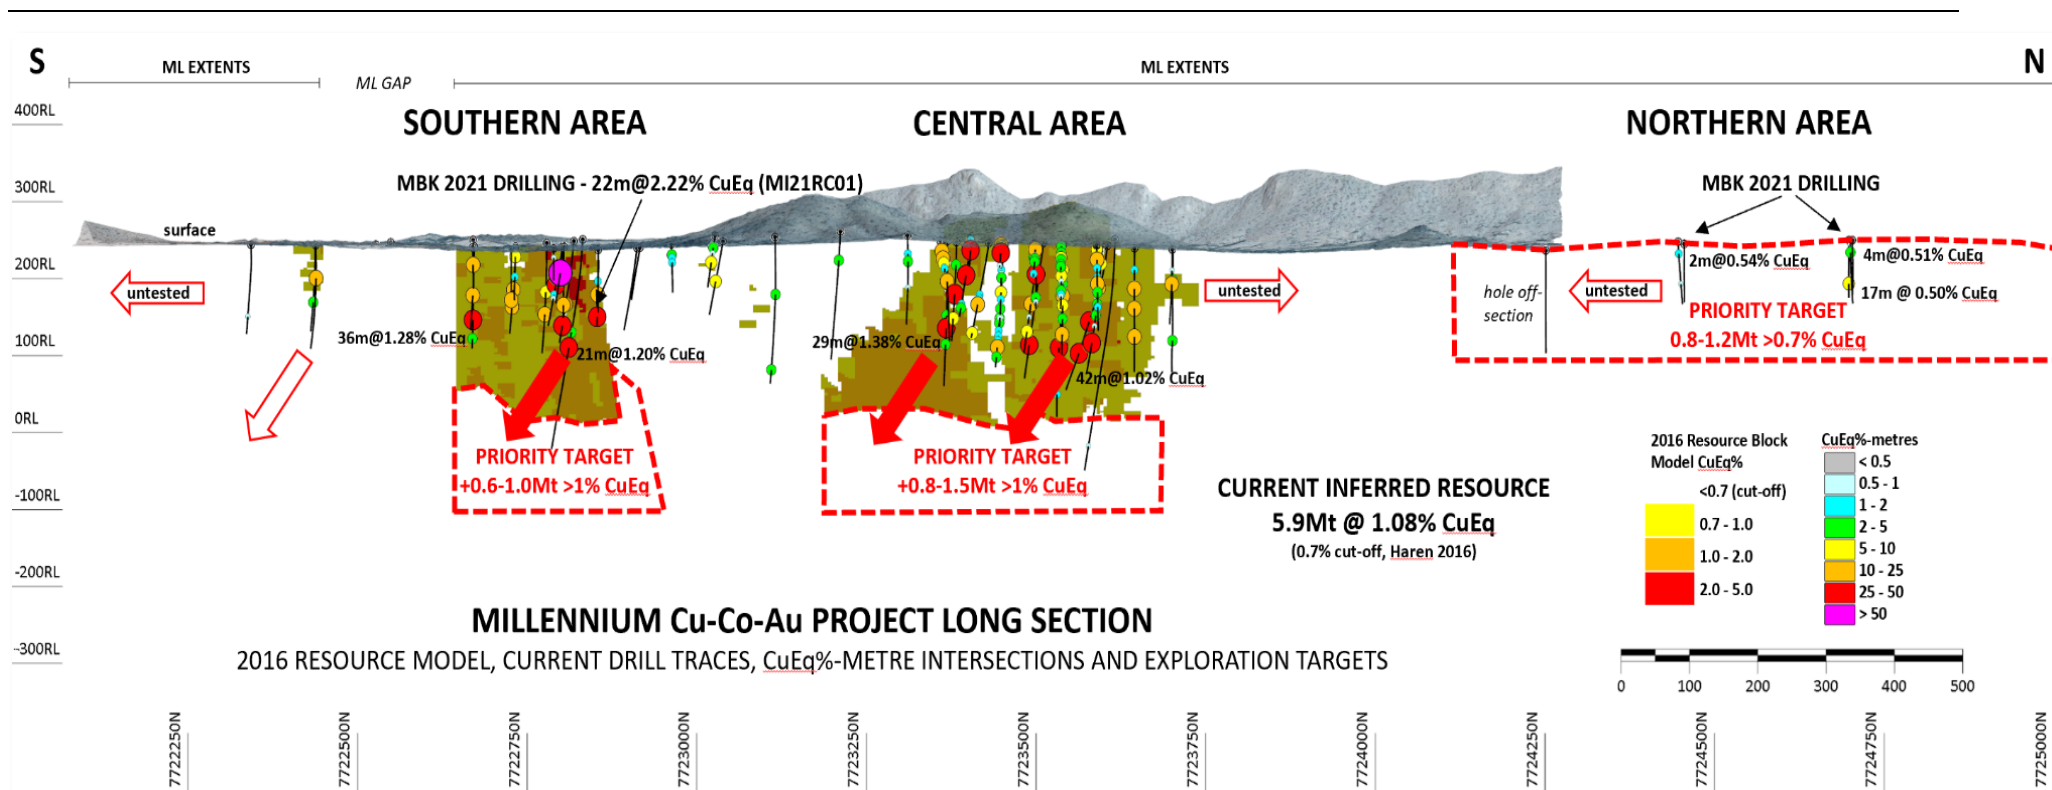 S
ML EXTENTS
ML GAP
ML EXTENTS
N
400RL
SOUTHERN AREA
CENTRAL AREA
NORTHERN AREA
300RL
MBK 2021 DRILLING - 22m@2.22% CuEq (MI21RC01)
MBK 2021 DRILLING
surface
200RL
2m@0.54% CuEq
4m@0.51% CuEq
untested
untested
hole off-
section
untested
17m @ 0.50% CuEq
PRIORITY TARGET
0.8-1.2Mt >0.7% CuEq
100RL
36m@1.28% CuEq
21m@1.20% CuEq
29m@1.38% CuEq
42m@1.02% CuEq
0RL
PRIORITY TARGET
+0.6-1.0Mt >1% CuEq
PRIORITY TARGET
+0.8-1.5Mt >1% CuEq
-100RL
CURRENT INFERRED RESOURCE
5.9Mt @ 1.08% CuEq
(0.7% cut-off, Haren 2016)
2016 Resource Block
Model CuEq%
<0.7 (cut-off)
0.7 - 1.0
1.0 - 2.0
2.0 - 5.0
CuEq%-metres
< 0.5
0.5 - 1
1 - 2
2 - 5
5 - 10
10 - 25
25 - 50
> 50
-200RL
MILLENNIUM Cu-Co-Au PROJECT LONG SECTION
-300RL
2016 RESOURCE MODEL, CURRENT DRILL TRACES, CuEq%-METRE INTERSECTIONS AND EXPLORATION TARGETS
0 100 200 300 400 500
7722250N
7722500N
7722750N
7723000N
7723250N
7723500N
7723750N
7724000N
7724250N
7724500N
7724750N
7725000N